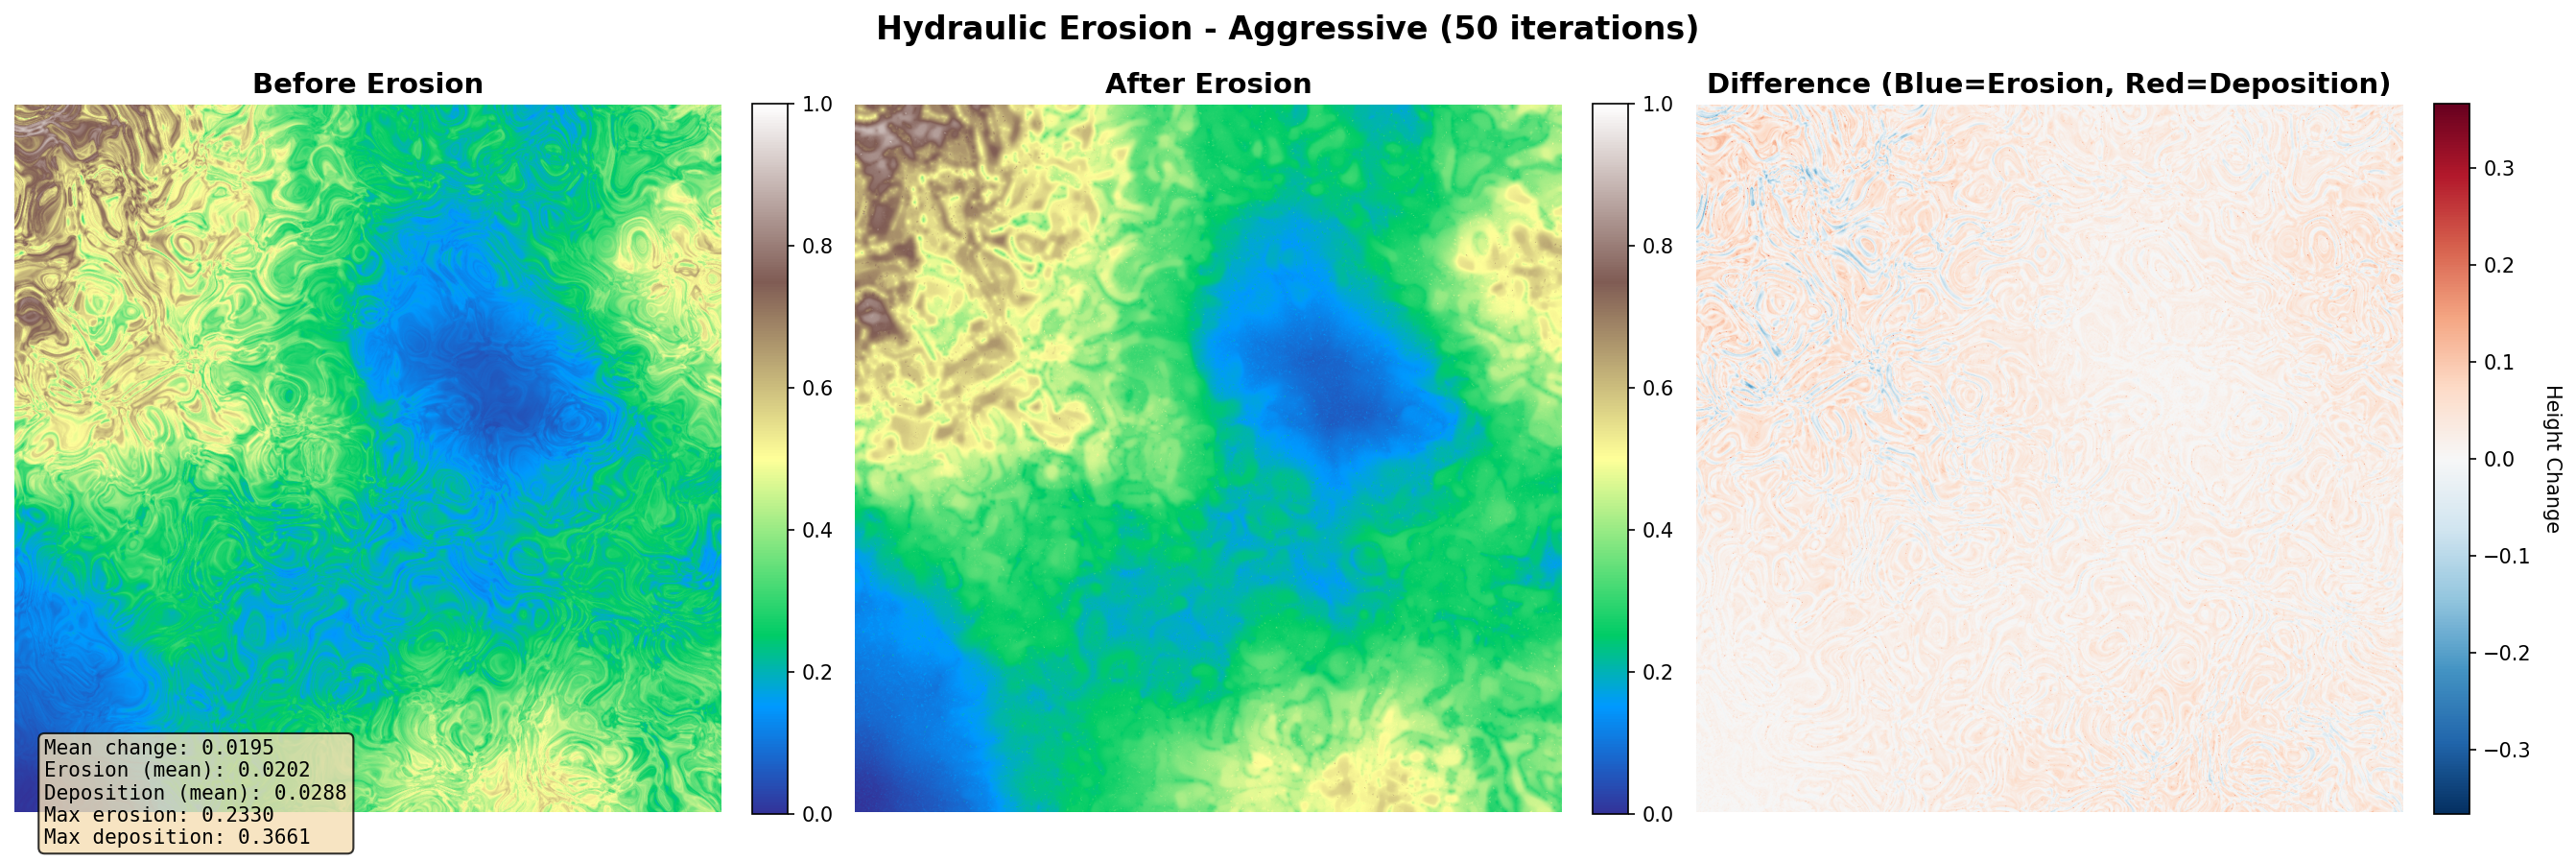 Hydraulic Erosion - Aggressive (50 iterations)
Before Erosion
After Erosion
Difference (Blue=Erosion, Red=Deposition)
1.0
0.8
0.6
0.4
0.2
0.0
1.0
0.8
0.6
0.4
0.2
0.0
0.3
0.2
0.1
0.0
−0.1
−0.2
−0.3
Height Change
Mean change: 0.0195
Erosion (mean): 0.0202
Deposition (mean): 0.0288
Max erosion: 0.2330
Max deposition: 0.3661